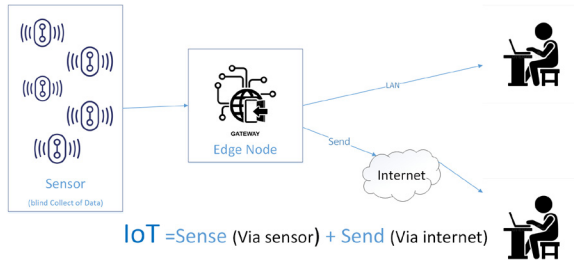 Sensor
(blind Collect of Data)
GATEWAY
Edge Node
LAN
Send
Internet
IoT =Sense (Via sensor) + Send (Via internet)